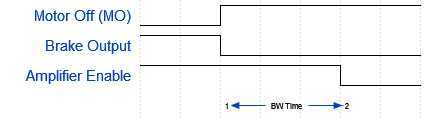 Motor Off (MO)
Brake Output
Amplifier Enable
1 BW Time 2